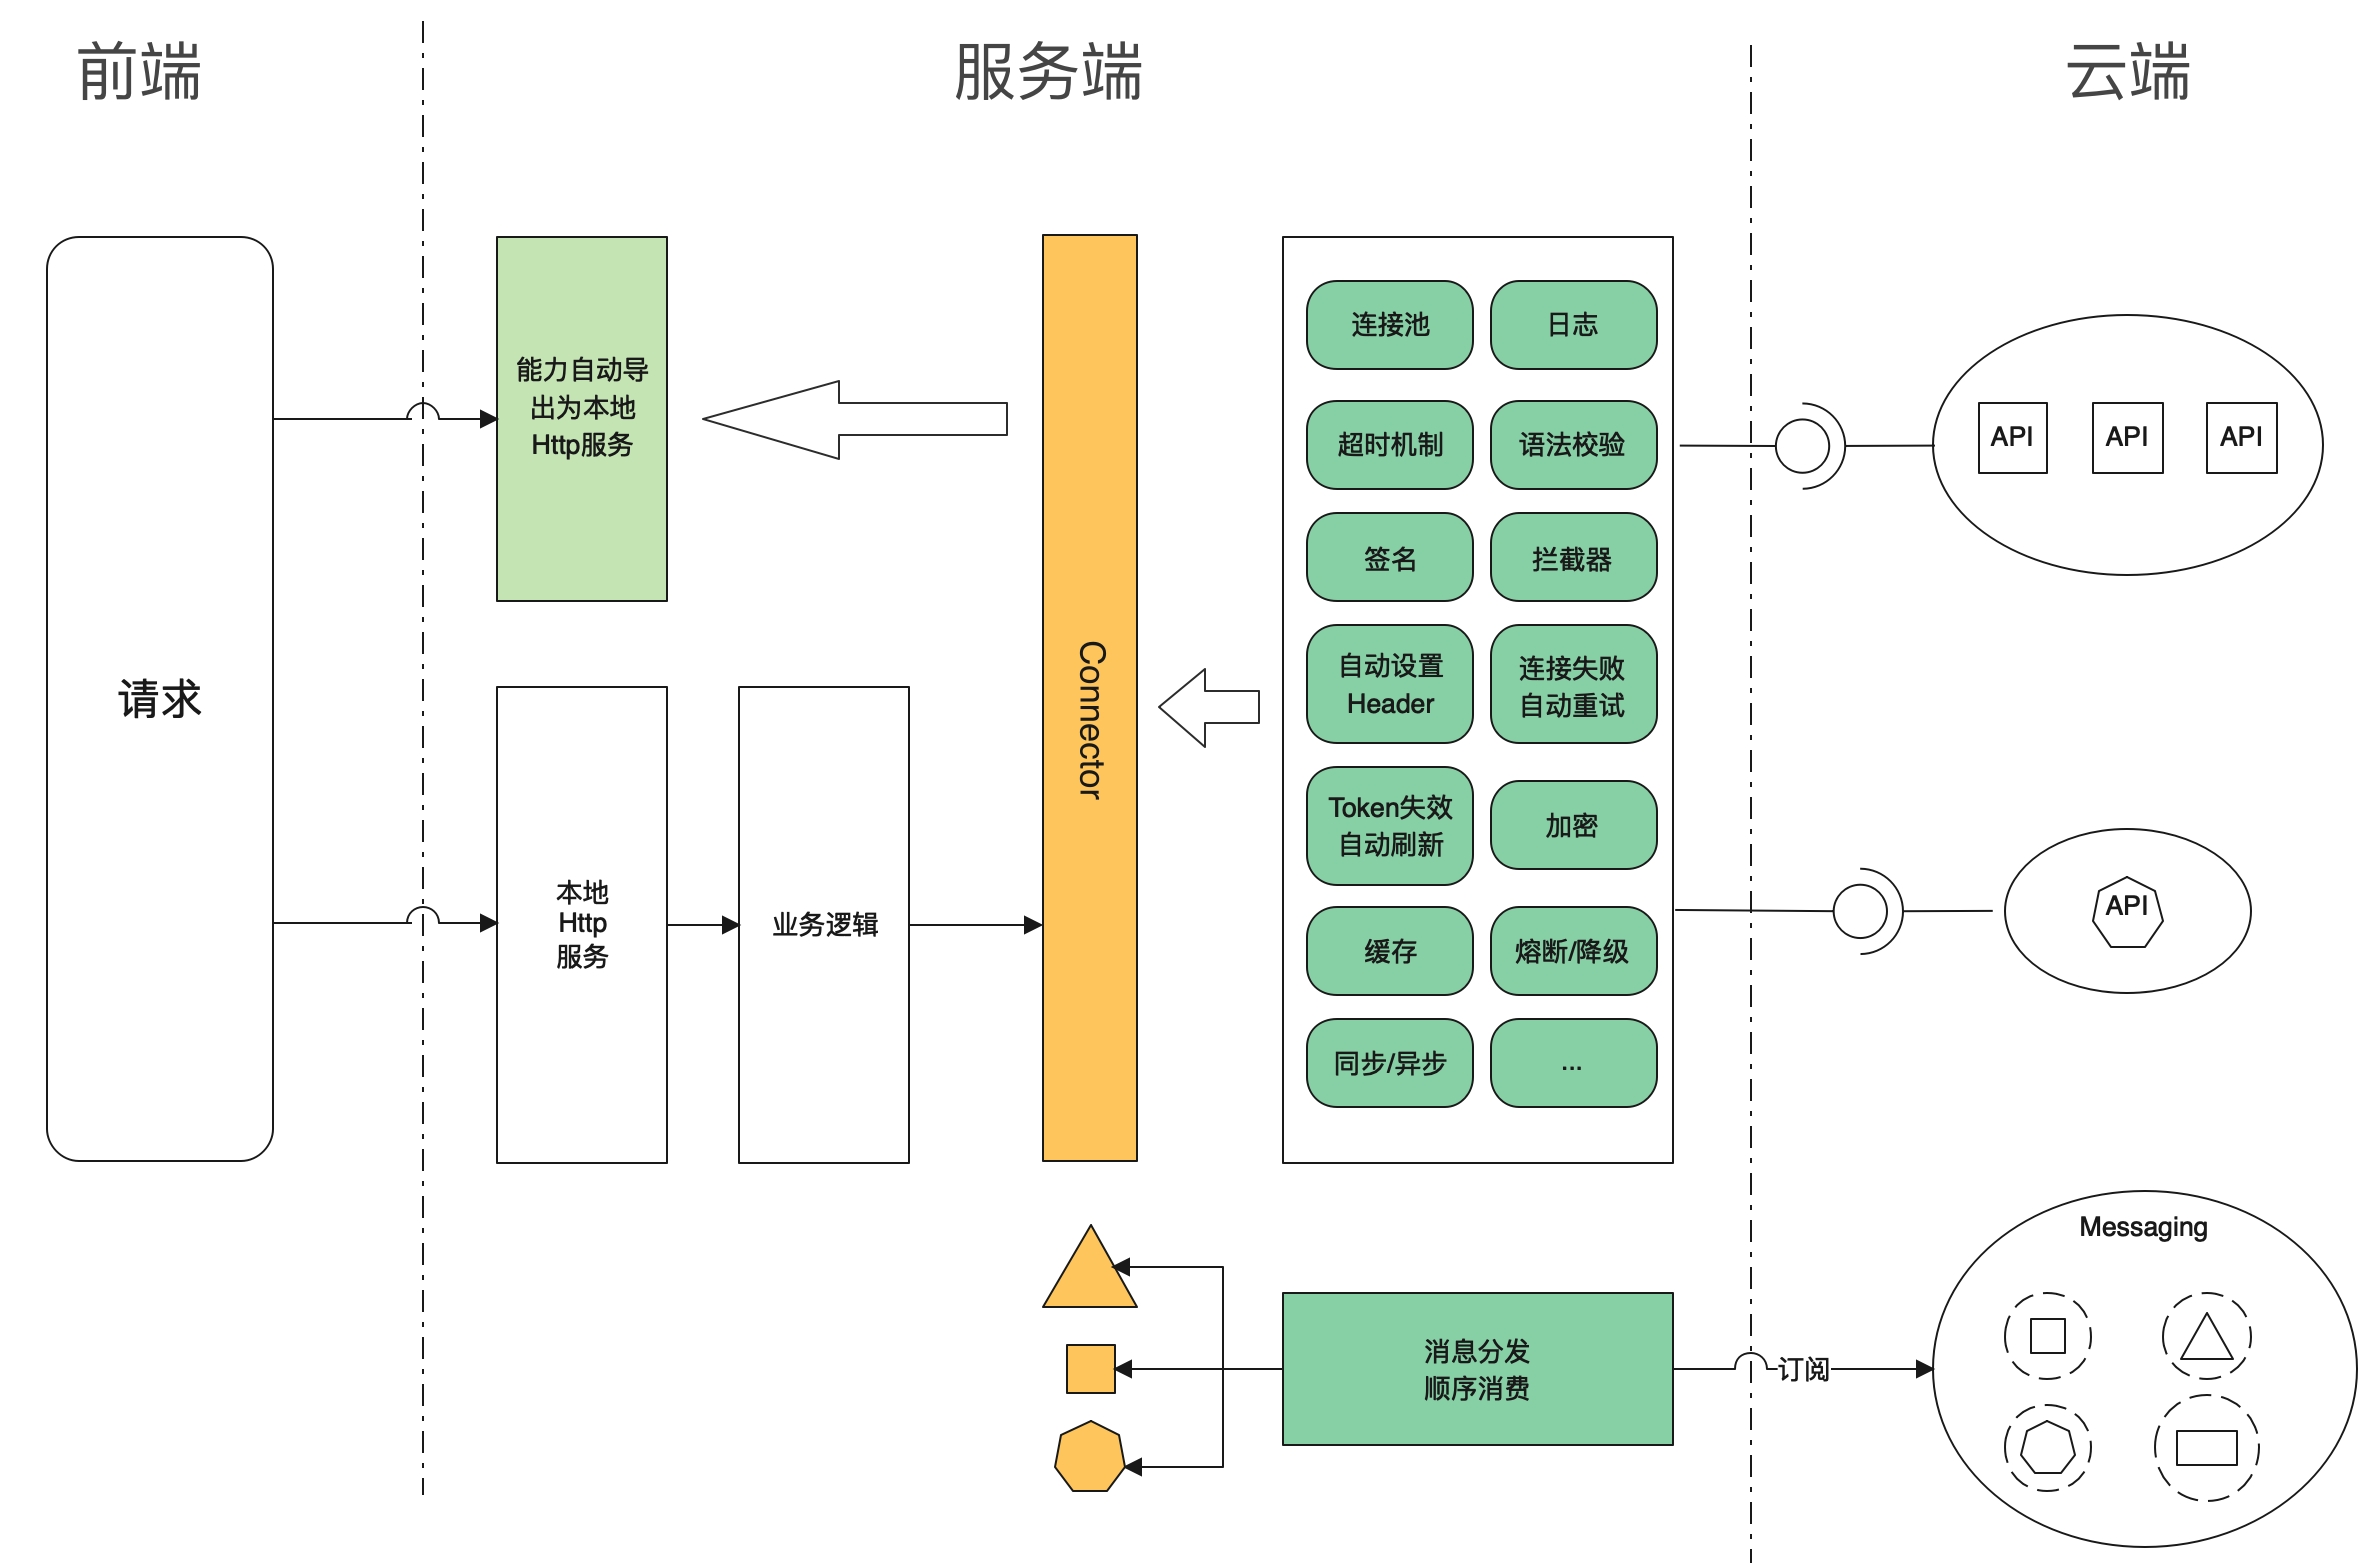 前端
服务端
云端
请求
能力自动导
出为本地
Http服务
本地
Http
服务
业务逻辑
Connector
连接池
日志
超时机制
语法校验
签名
拦截器
自动设置
Header
连接失败
自动重试
Token失效
自动刷新
加密
缓存
熔断/降级
同步/异步
...
API
API
API
API
消息分发
顺序消费
订阅
Messaging